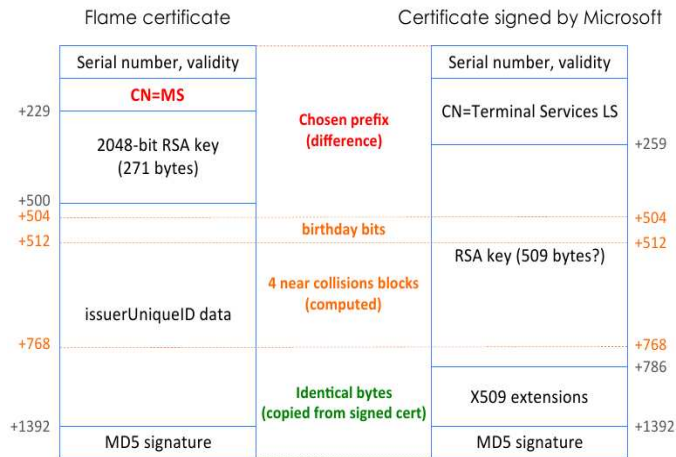 Flame certificate
Certificate signed by Microsoft
Serial number, validity
Serial number, validity
CN=MS
+229
Chosen prefix
(difference)
CN=Terminal Services LS
2048-bit RSA key
(271 bytes)
+259
+500
+504
+504
birthday bits
+512
+512
RSA key (509 bytes?)
4 near collisions blocks
(computed)
issuerUniqueID data
+768
+768
+786
Identical bytes
(copied from signed cert)
X509 extensions
+1392
+1392
MD5 signature
MD5 signature